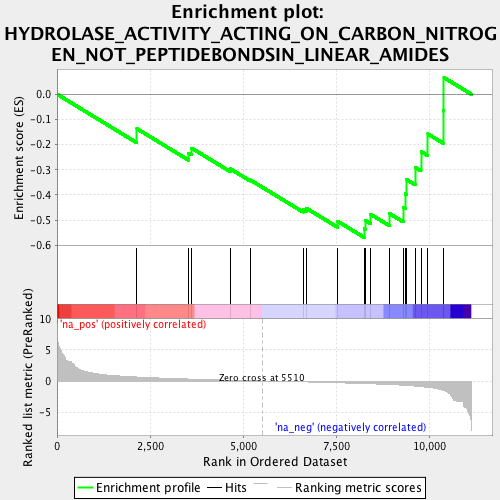 Enrichment plot:
HYDROLASE_ACTIVITY_ACTING_ON_CARBON_NITROG
EN_NOT_PEPTIDEBONDSIN_LINEAR_AMIDES
Enrichment score (ES)
0.0
-0.1
-0.2
-0.3
-0.4
-0.5
-0.6
'na_pos' (positively correlated)
Ranked list metric (PreRanked)
10
5
0
-5
Zero cross at 5510
'na_neg' (negatively correlated)
0
2,500
5,000
7,500
10,000
Rank in Ordered Dataset
Enrichment profile
Hits
Ranking metric scores